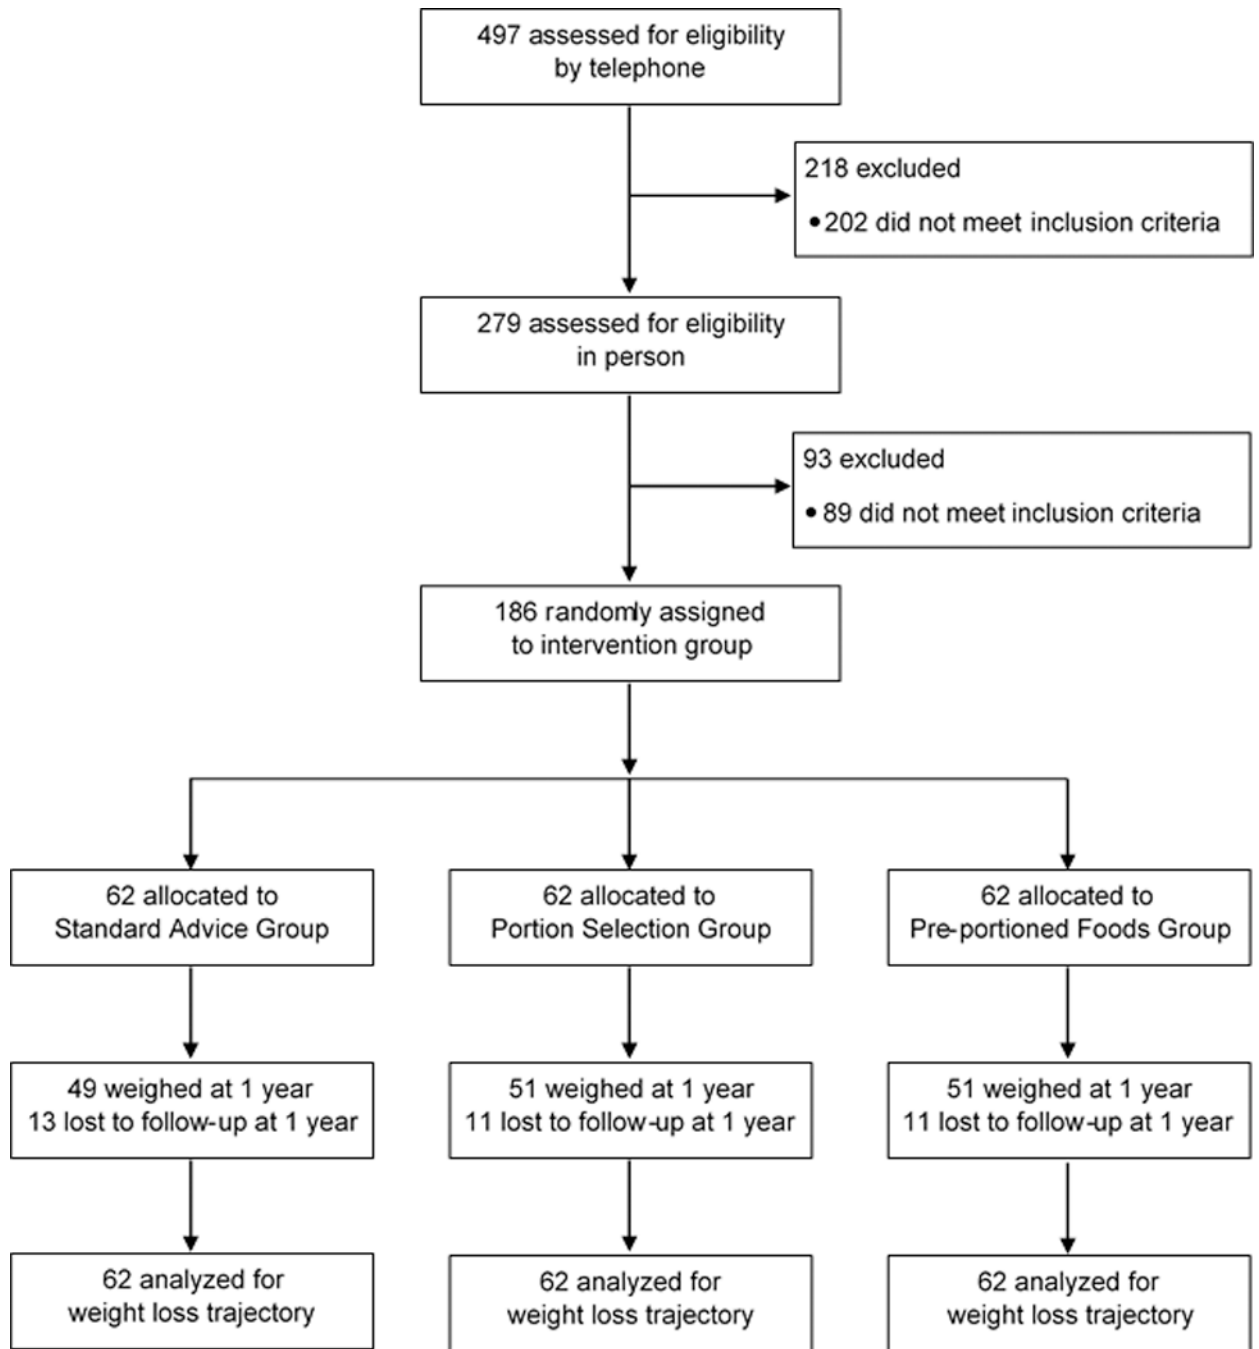 497 assessed for eligibility
by telephone
218 excluded
• 202 did not meet inclusion criteria
279 assessed for eligibility
in person
93 excluded
• 89 did not meet inclusion criteria
186 randomly assigned
to intervention group
62 allocated to
Standard Advice Group
62 allocated to
Portion Selection Group
62 allocated to
Pre-portioned Foods Group
49 weighed at 1 year
13 lost to follow-up at 1 year
51 weighed at 1 year
11 lost to follow-up at 1 year
51 weighed at 1 year
11 lost to follow-up at 1 year
62 analyzed for
weight loss trajectory
62 analyzed for
weight loss trajectory
62 analyzed for
weight loss trajectory